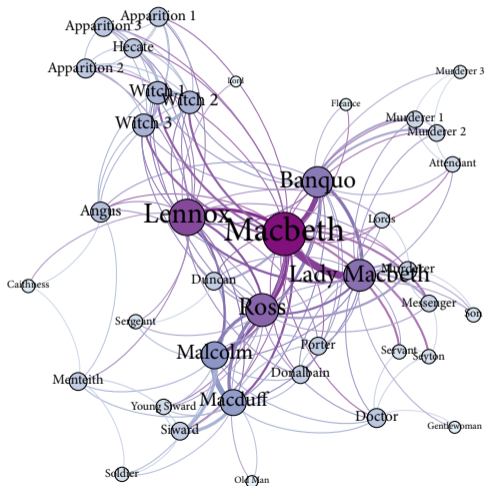 Apparition 1
Apparition 3
Hecate
Apparition 2
Murderer 3
Lord
Witch 1
Witch 2
Fleance
Witch 3
Murderer 1
Murderer 2
Attendant
Banquo
Angus
Lennox
Lords
Macbeth
Lady Macbeth
Murderer
Duncan
Caithness
Messenger
Ross
Son
Sergeant
Porter
Malcolm
Servant
Seyton
Donalbain
Menteith
Macduff
Young Siward
Doctor
Siward
Gentlewoman
Soldier
Old Man